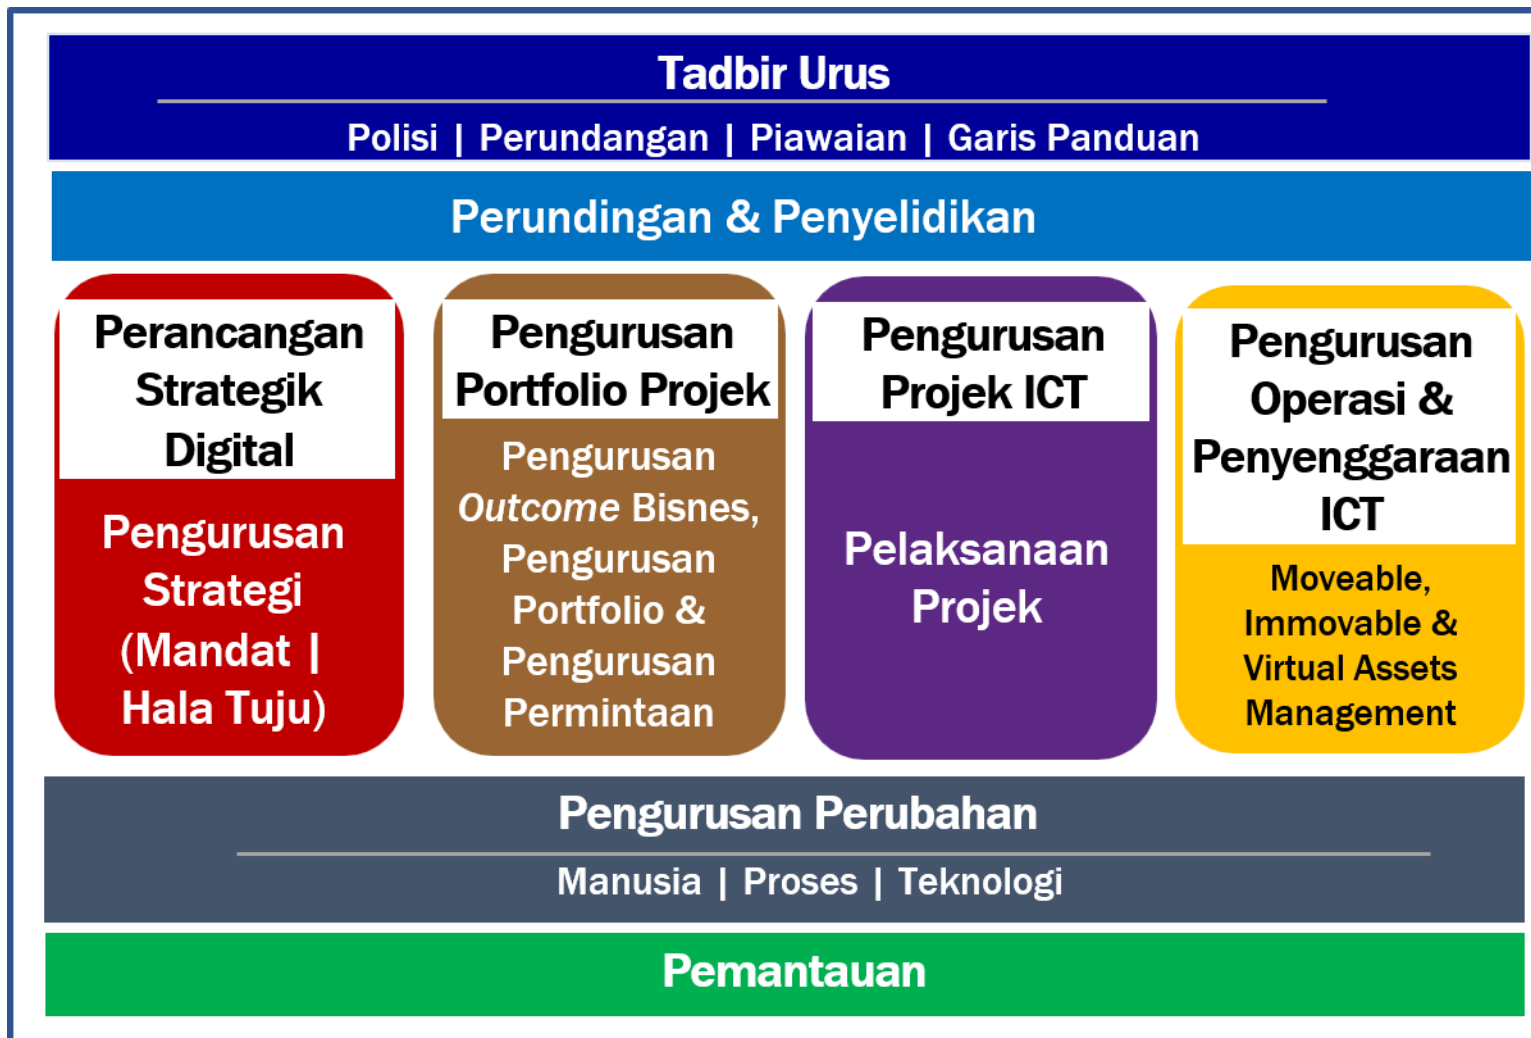 Tadbir Urus
Polisi | Perundangan | Piawaian | Garis Panduan
Perundingan & Penyelidikan
Perancangan
Strategik
Digital
Pengurusan
Strategi
(Mandat |
Hala Tuju)
Pengurusan
Portfolio Projek
Pengurusan
Outcome Bisnes,
Pengurusan
Portfolio &
Pengurusan
Permintaan
Pengurusan
Projek ICT
Pelaksanaan
Projek
Pengurusan
Operasi &
Penyenggaraan
ICT
Moveable,
Immovable &
Virtual Assets
Management
Pengurusan Perubahan
Manusia | Proses | Teknologi
Pemantauan